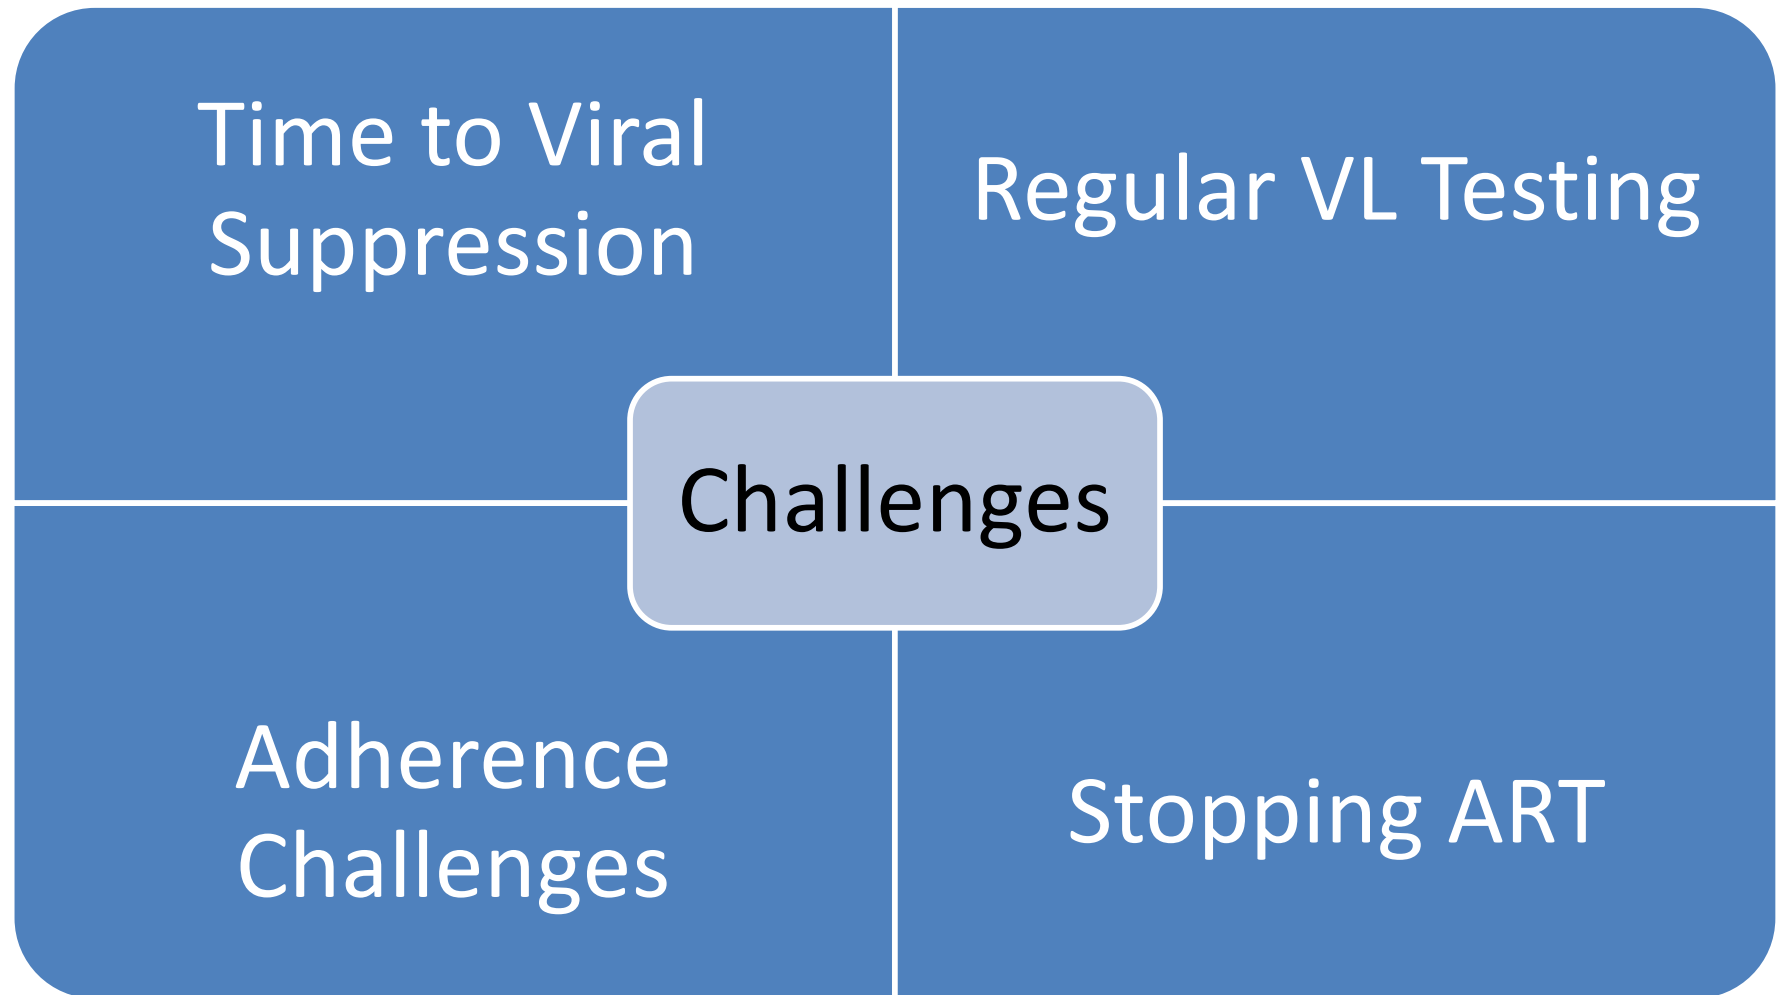 Time to Viral
Suppression
Regular VL Testing
Challenges
Adherence
Challenges
Stopping ART